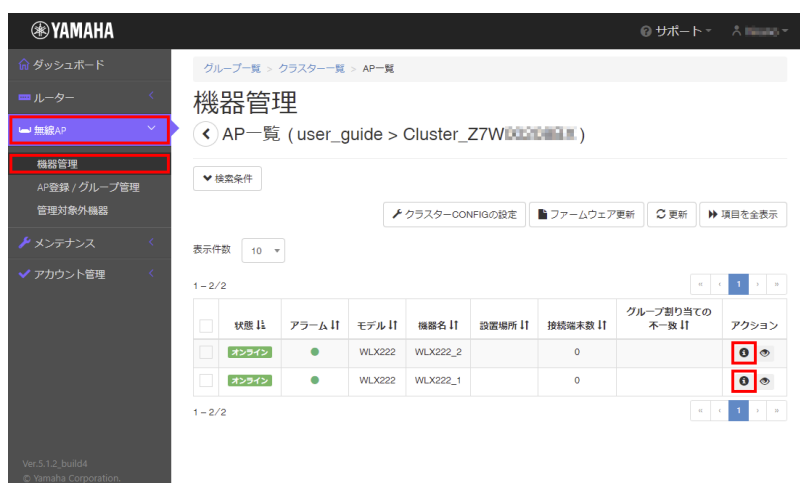 YAMAHA
サポート
ダッシュボード
ルーター
無線AP
機器管理
AP登録 / グループ管理
管理対象外機器
メンテナンス
アカウント管理
Ver.5.1.2_build4
© Yamaha Corporation.
グループ一覧 > クラスター一覧 > AP一覧
機器管理
AP一覧 ( user_guide > Cluster_Z7W )
検索条件
クラスターCONFIGの設定 ファームウェア更新 更新 項目を全表示
表示件数 10
1 – 2/2 « ‹ 1 › »
状態 アラーム モデル 機器名 設置場所 接続端末数 グループ割り当ての
不一致 アクション
オンライン WLX222 WLX222_2 0
オンライン WLX222 WLX222_1 0
1 – 2/2 « ‹ 1 › »